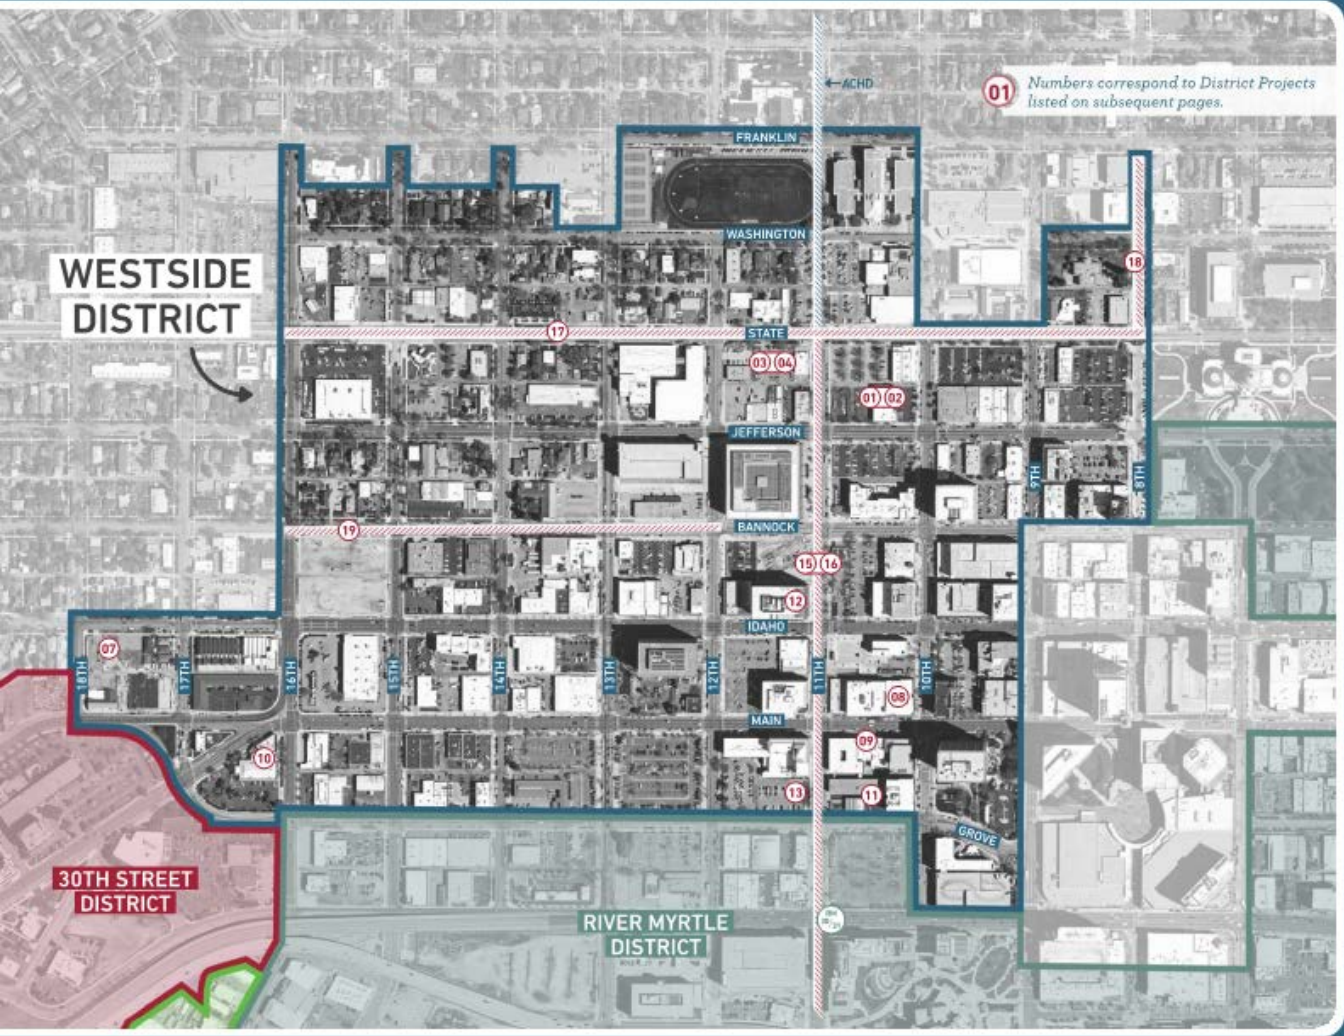 ←ACHD
01
Numbers correspond to District Projects
listed on subsequent pages.
FRANKLIN
WASHINGTON
WESTSIDE
DISTRICT
18
17
STATE
03 04
01 02
JEFFERSON
9TH
8TH
19
BANNOCK
15 16
12
IDAHO
07
18TH
17TH
16TH
15TH
14TH
13TH
12TH
11TH
10TH
08
MAIN
09
10
13
11
GROVE
30TH STREET
DISTRICT
RIVER MYRTLE
DISTRICT